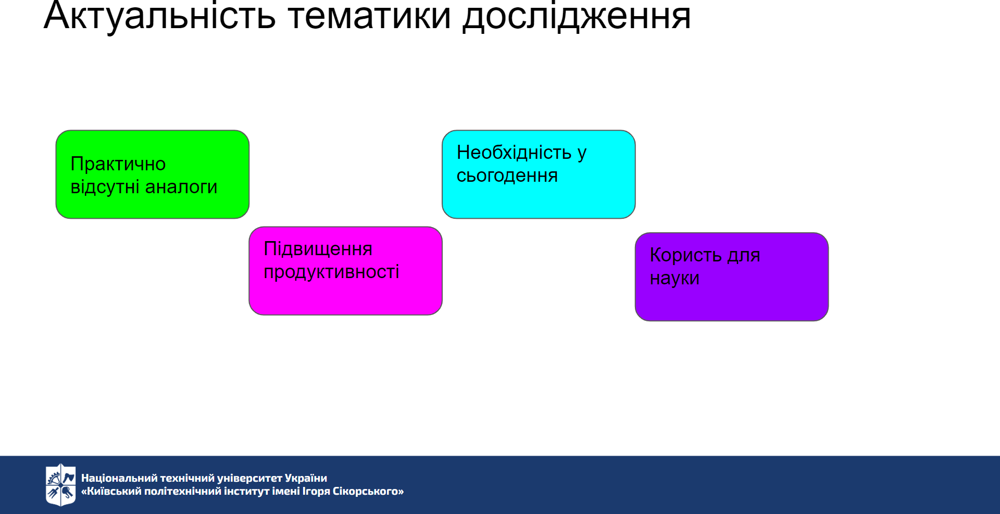 Актуальність тематики дослідження
Практично
відсутні аналоги
Необхідність у
сьогодення
Підвищення
продуктивності
Користь для
науки
Національний технічний університет України
«Київський політехнічний інститут імені Ігоря Сікорського»